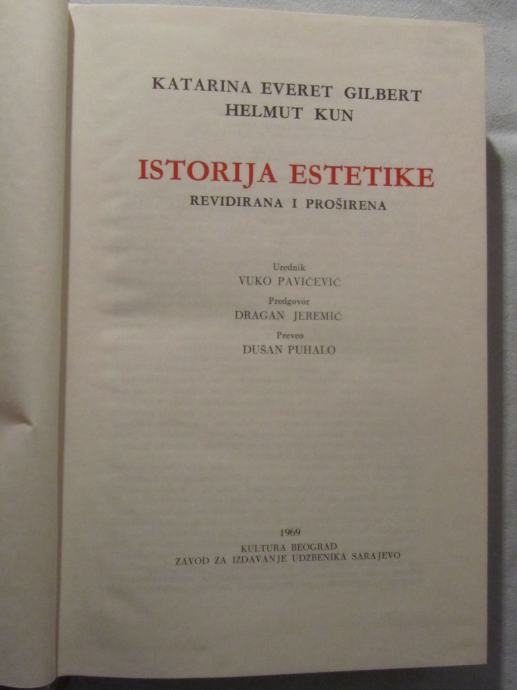 KATARINA EVERET GILBERT
HELMUT KUN
ISTORIJA ESTETIKE
REVIDIRANA I PROŠIRENA
Urednik
VUKO PAVIĆEVIĆ
Predgovor
DRAGAN JEREMIĆ
Preveo
DUŠAN PUHALO
1969
KULTURA BEOGRAD
ZAVOD ZA IZDAVANJE UDŽBENIKA SARAJEVO